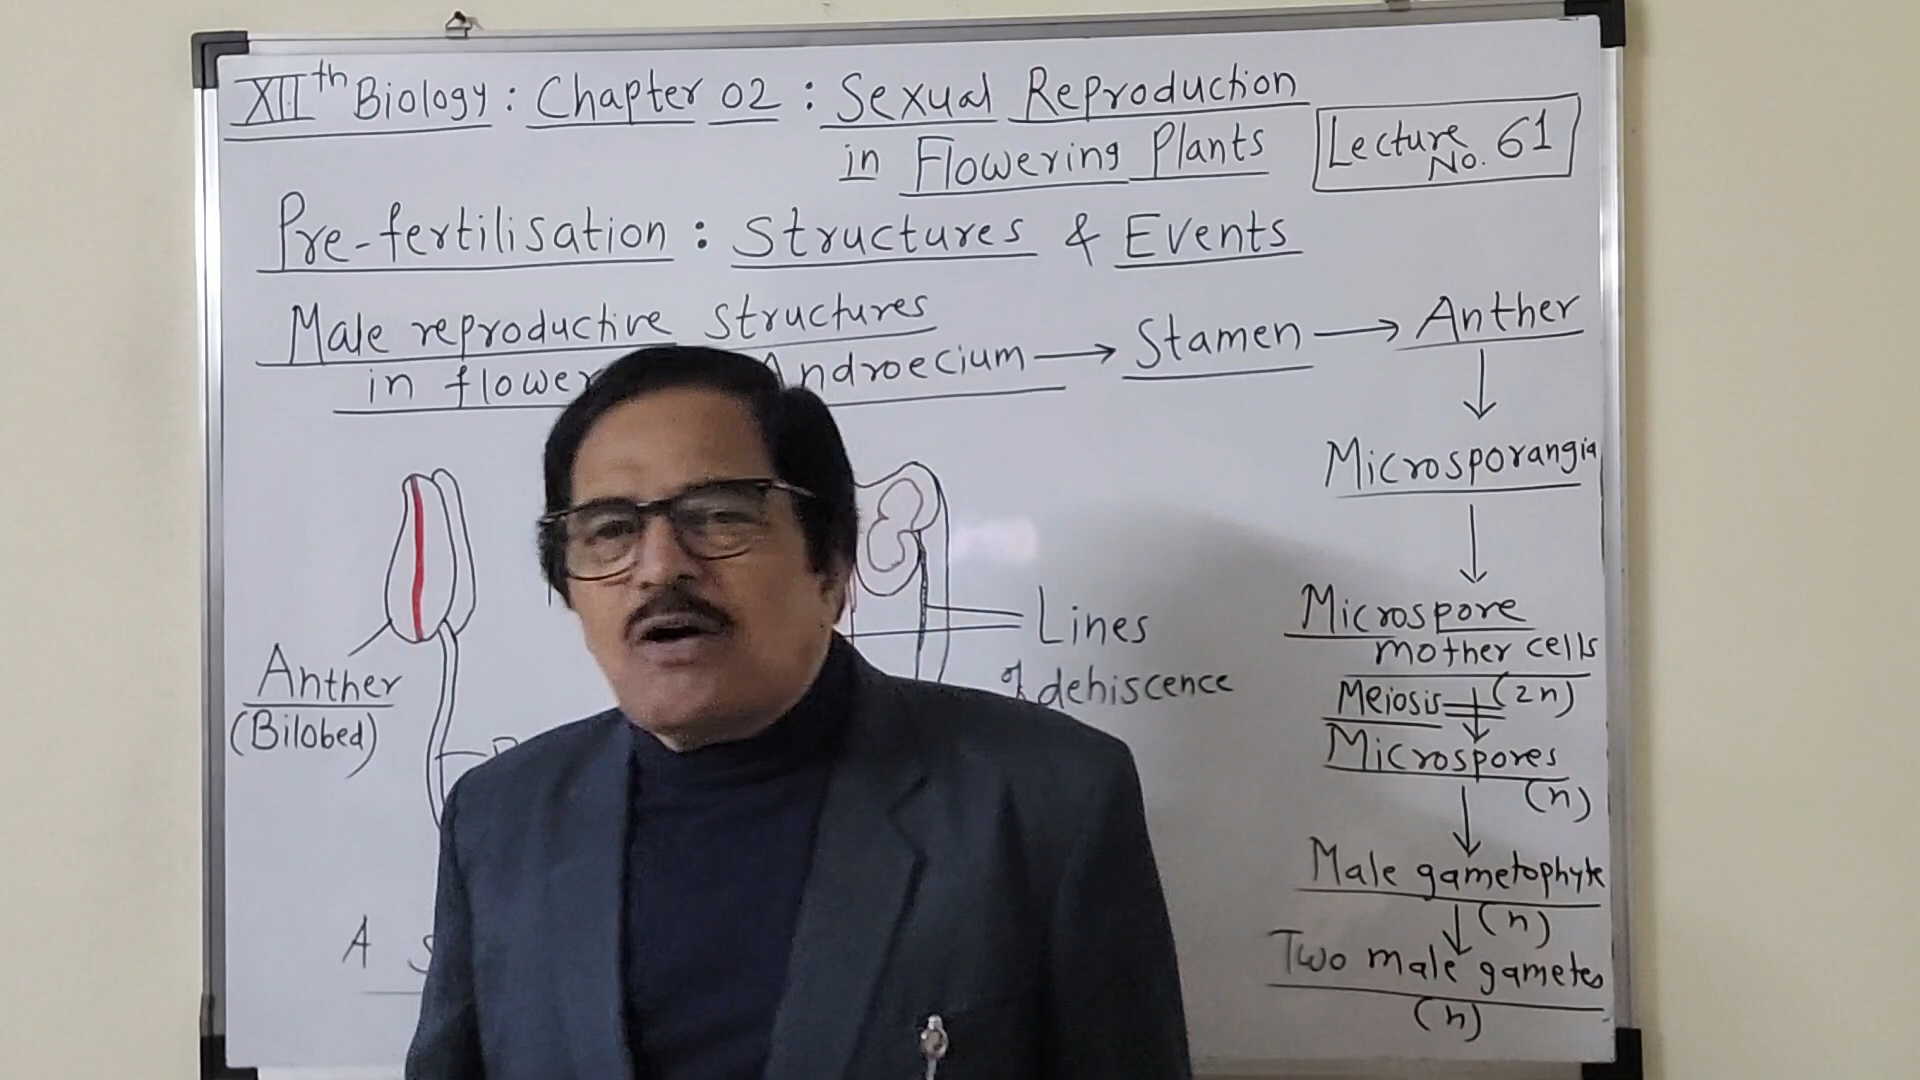 XIIth Biology : Chapter 02 : Sexual Reproduction
in Flowering Plants
Lecture No. 61
Pre-fertilisation : Structures & Events
Male reproductive structures
in flower
Androecium → Stamen → Anther
↓
Microsporangia
↓
Microspore
mother cells
Meiosis (2n)
↓
Microspores
(n)
↓
Male gametophyte
↓ (n)
Two male gametes
(n)
Anther
(Bilobed)
Lines
of dehiscence
A